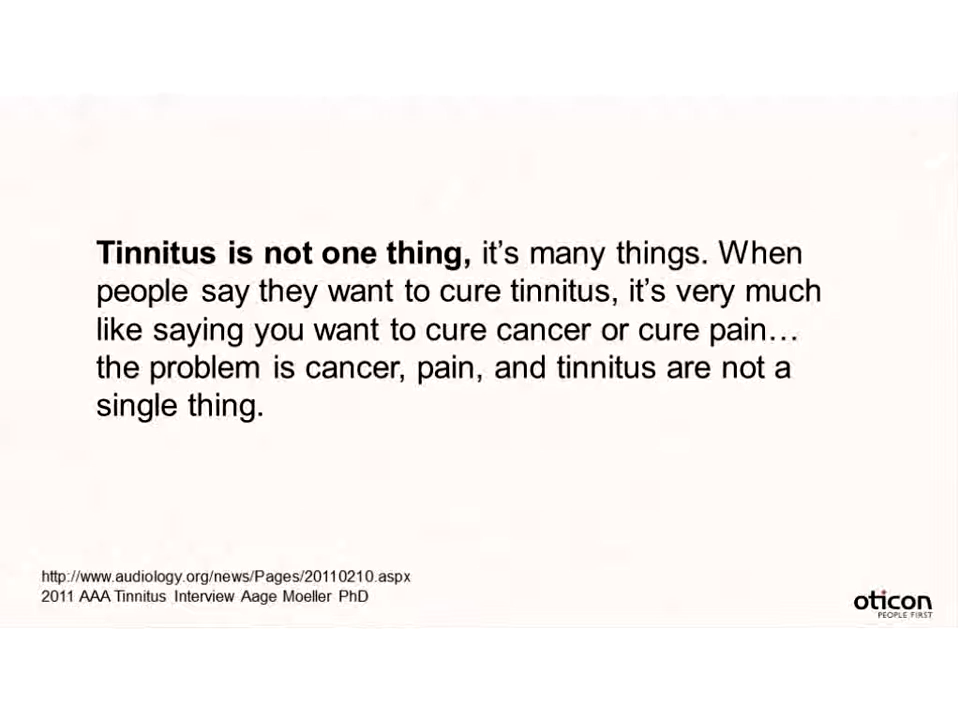 Tinnitus is not one thing, it’s many things. When
people say they want to cure tinnitus, it’s very much
like saying you want to cure cancer or cure pain…
the problem is cancer, pain, and tinnitus are not a
single thing.
http://www.audiology.org/news/Pages/20110210.aspx
2011 AAA Tinnitus Interview Aage Moeller PhD
oticon
PEOPLE FIRST